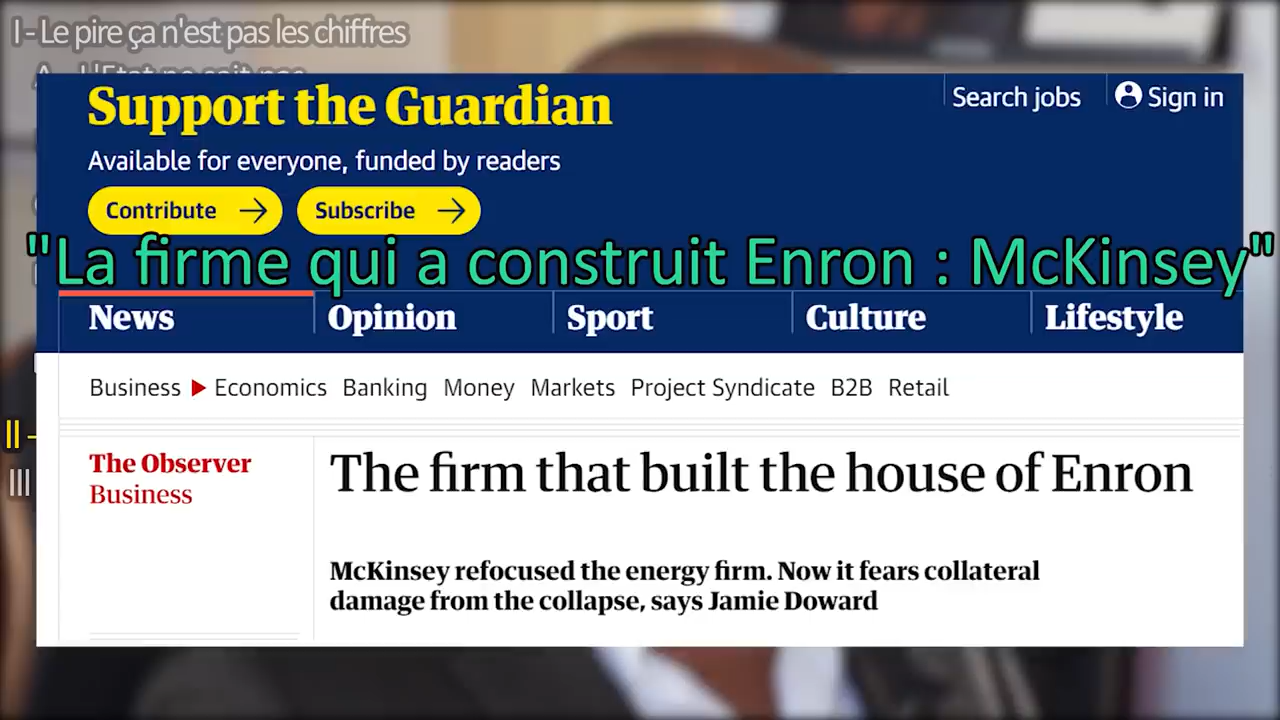 I - Le pire ça n'est pas les chiffres
Support the Guardian
Search jobs
Sign in
Available for everyone, funded by readers
Contribute
Subscribe
"La firme qui a construit Enron : McKinsey"
News
Opinion
Sport
Culture
Lifestyle
Business
Economics
Banking
Money
Markets
Project Syndicate
B2B
Retail
II -
III
The Observer
Business
The firm that built the house of Enron
McKinsey refocused the energy firm. Now it fears collateral
damage from the collapse, says Jamie Doward